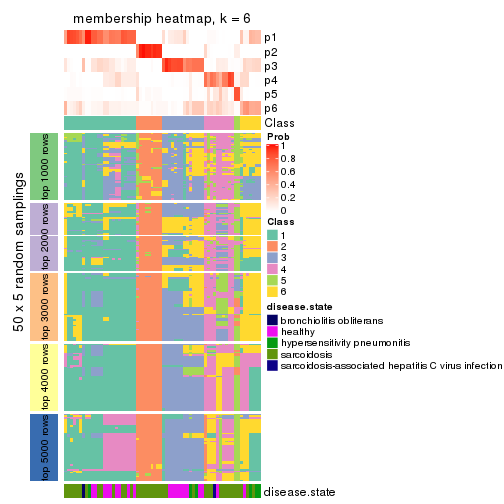 membership heatmap, k = 6
p1
p2
p3
p4
p5
p6
Class
50 x 5 random samplings
top 1000 rows
top 2000 rows
top 3000 rows
top 4000 rows
top 5000 rows
Prob
1
0.8
0.6
0.4
0.2
0
Class
1
2
3
4
5
6
disease.state
bronchiolitis obliterans
healthy
hypersensitivity pneumonitis
sarcoidosis
sarcoidosis-associated hepatitis C virus infection
disease.state